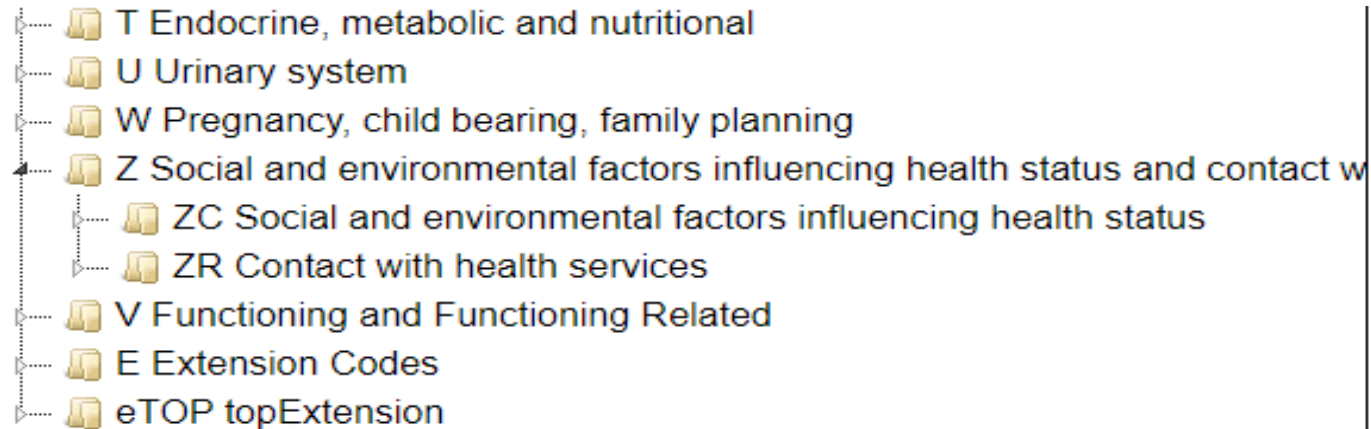 T Endocrine, metabolic and nutritional
U Urinary system
W Pregnancy, child bearing, family planning
Z Social and environmental factors influencing health status and contact w
ZC Social and environmental factors influencing health status
ZR Contact with health services
V Functioning and Functioning Related
E Extension Codes
eTOP topExtension